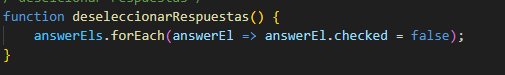 function deseleccionarRespuestas() {
answerEls.forEach(answerEl => answerEl.checked = false);
}